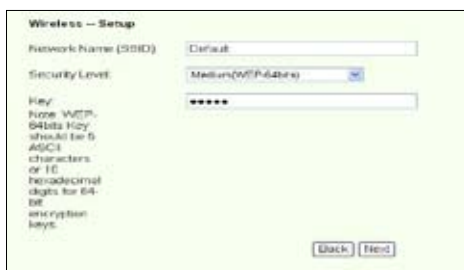 Wireless -- Setup
Network Name (SSID) Default
Security Level: Medium(WEP-64bits)
Key: •••••
Note: WEP-
64bits Key
should be 5
ASCII
characters
or 10
hexadecimal
digits for 64-
bit
encryption
keys.
Back Next